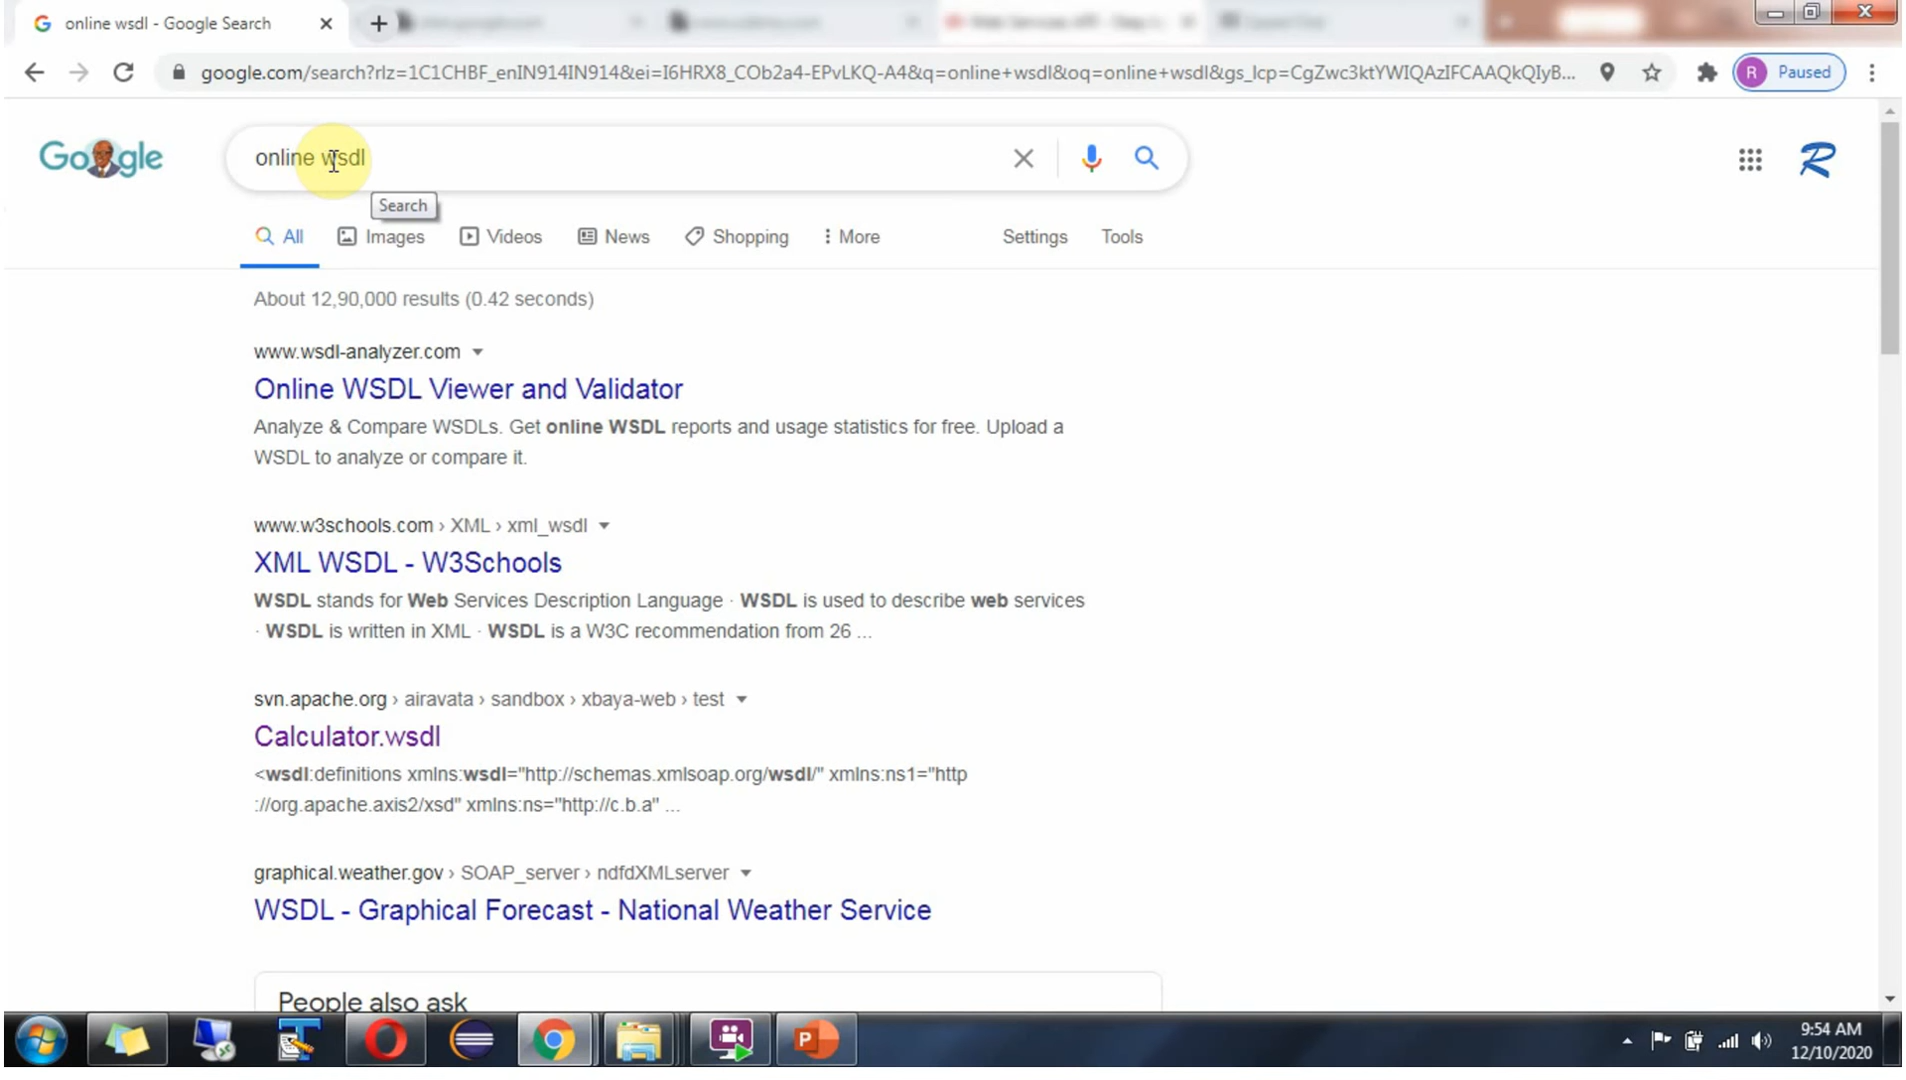 online wsdl - Google Search
google.com/search?rlz=1C1CHBF_enIN914IN914&ei=I6HRX8_COb2a4-EPvLKQ-A4&q=online+wsdl&oq=online+wsdl&gs_lcp=CgZwc3ktYWIQAzIFCAAQkQIyB...
R Paused
Google
online wsdl
Search
All Images Videos News Shopping More Settings Tools
About 12,90,000 results (0.42 seconds)
www.wsdl-analyzer.com
Online WSDL Viewer and Validator
Analyze & Compare WSDLs. Get online WSDL reports and usage statistics for free. Upload a
WSDL to analyze or compare it.
www.w3schools.com › XML › xml_wsdl
XML WSDL - W3Schools
WSDL stands for Web Services Description Language · WSDL is used to describe web services
· WSDL is written in XML · WSDL is a W3C recommendation from 26 ...
svn.apache.org › airavata › sandbox › xbaya-web › test
Calculator.wsdl
<wsdl:definitions xmlns:wsdl="http://schemas.xmlsoap.org/wsdl/" xmlns:ns1="http
://org.apache.axis2/xsd" xmlns:ns="http://c.b.a" ...
graphical.weather.gov › SOAP_server › ndfdXMLserver
WSDL - Graphical Forecast - National Weather Service
People also ask
9:54 AM
12/10/2020